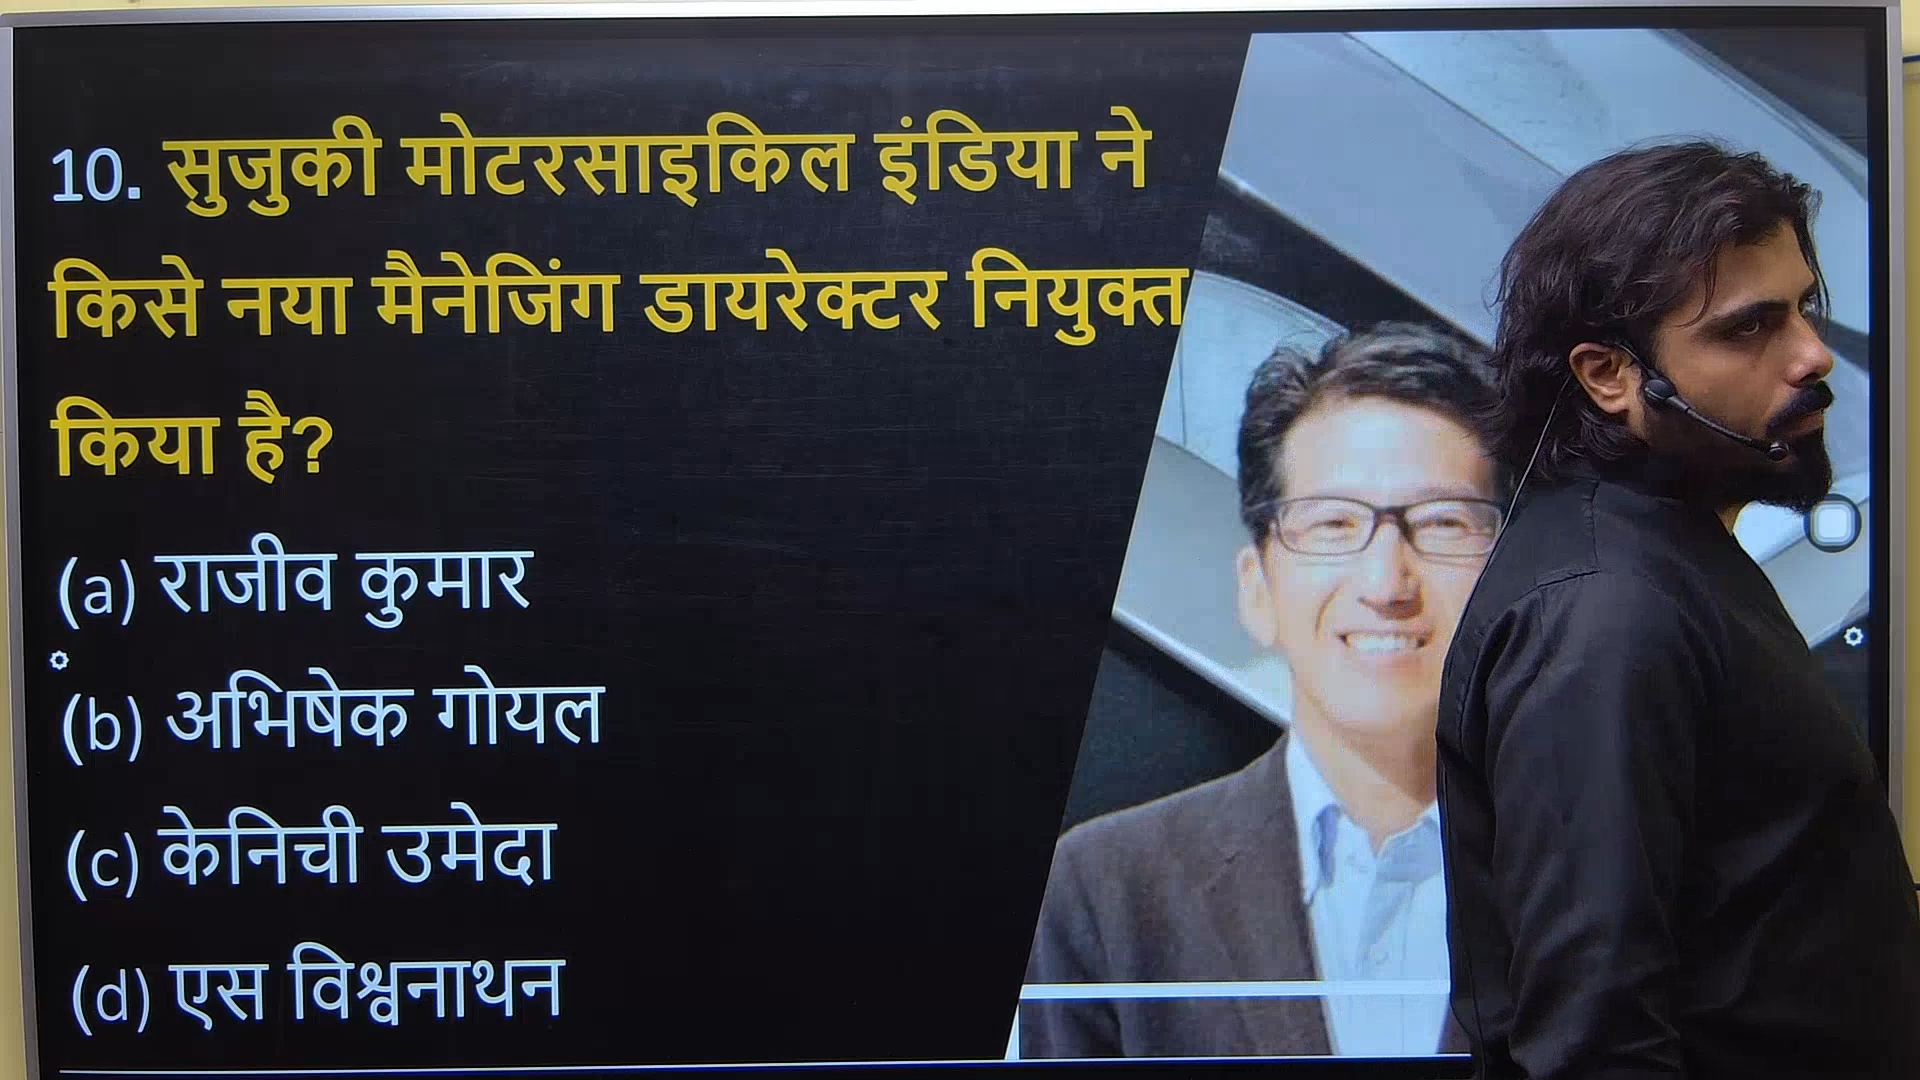 10. सुजुकी मोटरसाइकिल इंडिया ने
किसे नया मैनेजिंग डायरेक्टर नियुक्त
किया है?
(a) राजीव कुमार
(b) अभिषेक गोयल
(c) केनिची उमेदा
(d) एस विश्वनाथन